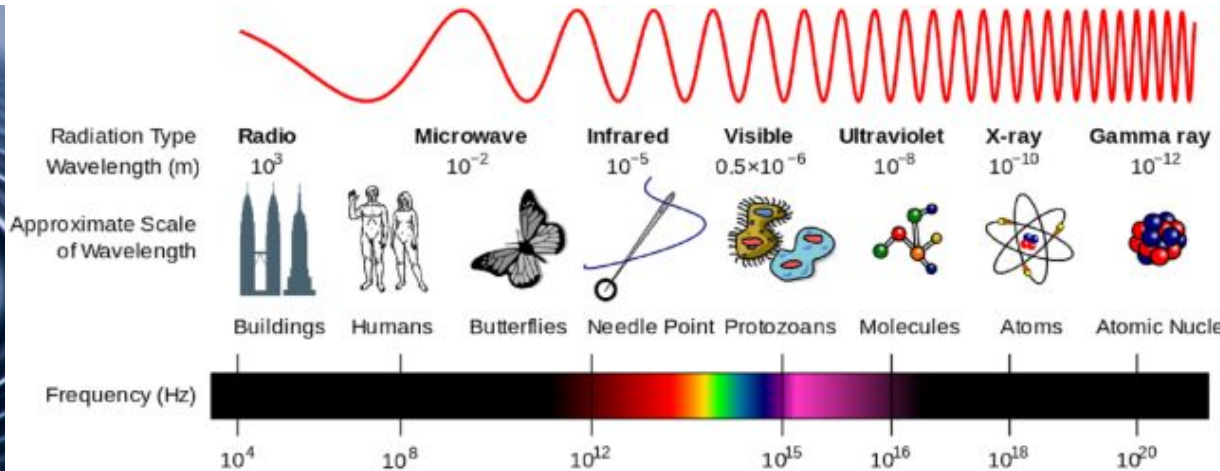 Radiation Type Radio Microwave Infrared Visible Ultraviolet X-ray Gamma ray
Wavelength (m) 10³ 10⁻² 10⁻⁵ 0.5×10⁻⁶ 10⁻⁸ 10⁻¹⁰ 10⁻¹²
Approximate Scale
of Wavelength
Buildings Humans Butterflies Needle Point Protozoans Molecules Atoms Atomic Nucle
Frequency (Hz)
10⁴ 10⁸ 10¹² 10¹⁵ 10¹⁶ 10¹⁸ 10²⁰